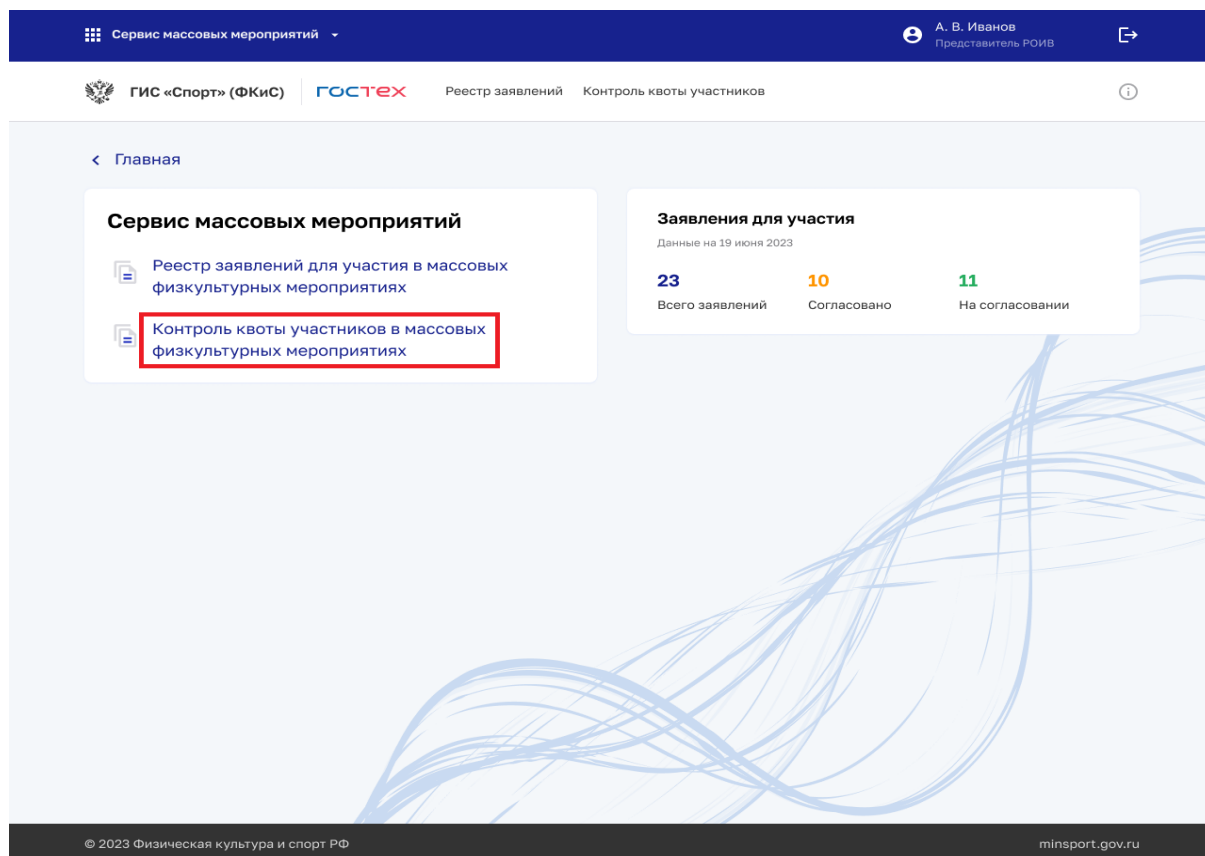 Сервис массовых мероприятий
А. В. Иванов
Представитель РОИВ
ГИС «Спорт» (ФКиС)
ГОСТЕХ
Реестр заявлений
Контроль квоты участников
Главная
Сервис массовых мероприятий
Реестр заявлений для участия в массовых
физкультурных мероприятиях
Контроль квоты участников в массовых
физкультурных мероприятиях
Заявления для участия
Данные на 19 июня 2023
23 10 11
Всего заявлений Согласовано На согласовании
© 2023 Физическая культура и спорт РФ
minsport.gov.ru